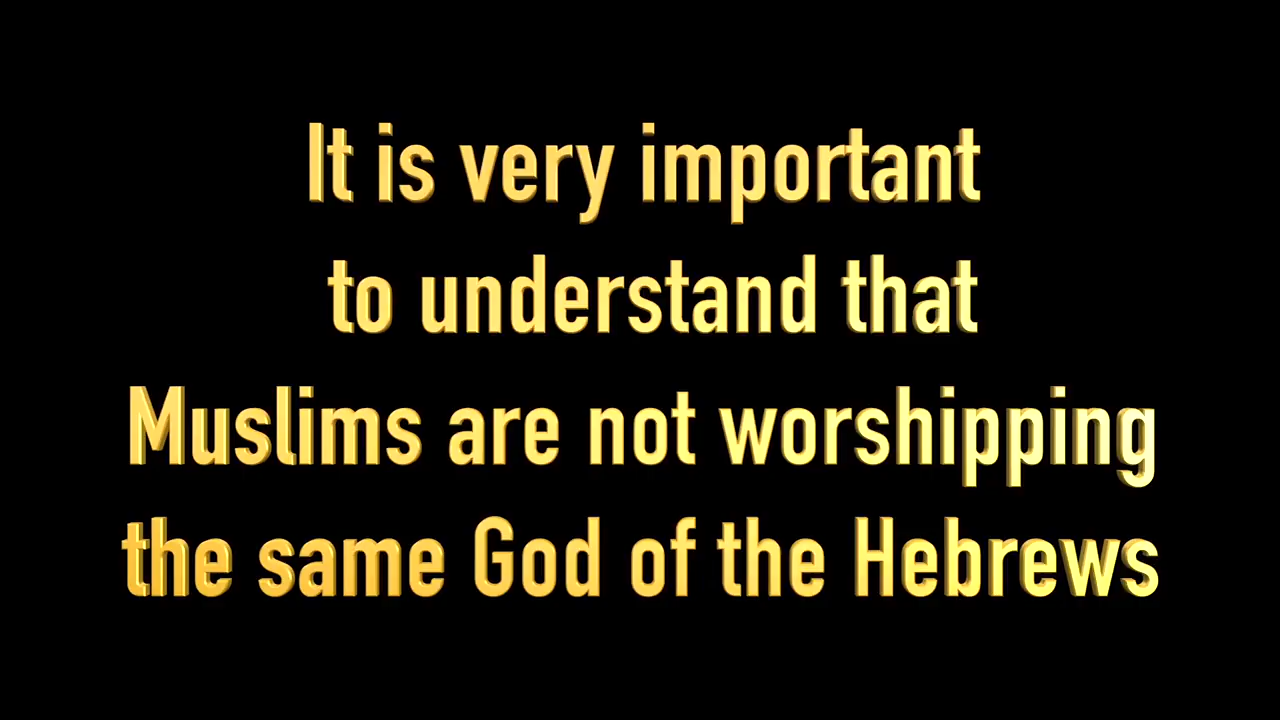 It is very important
to understand that
Muslims are not worshipping
the same God of the Hebrews